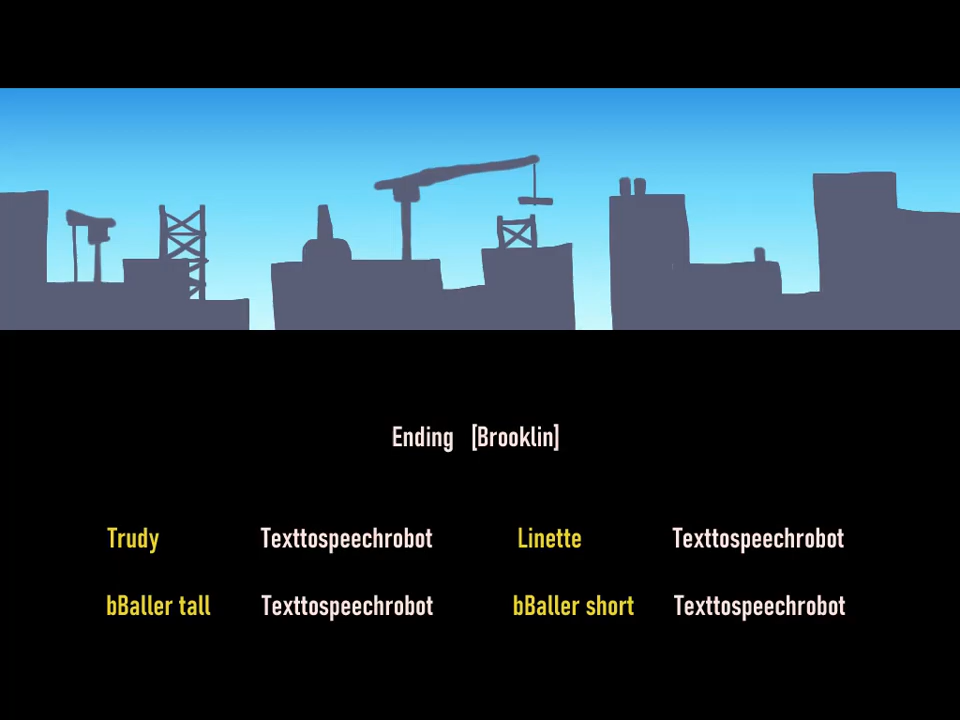 Ending [Brooklin]
Trudy Texttospeechrobot Linette Texttospeechrobot
bBaller tall Texttospeechrobot bBaller short Texttospeechrobot